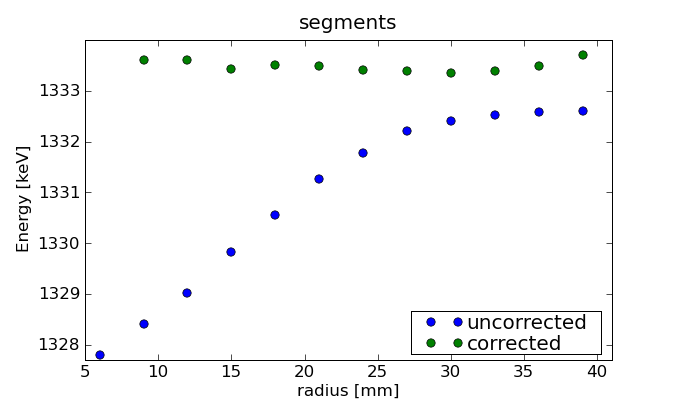 segments
Energy [keV]
1333
1332
1331
1330
1329
1328
5 10 15 20 25 30 35 40
radius [mm]
uncorrected
corrected